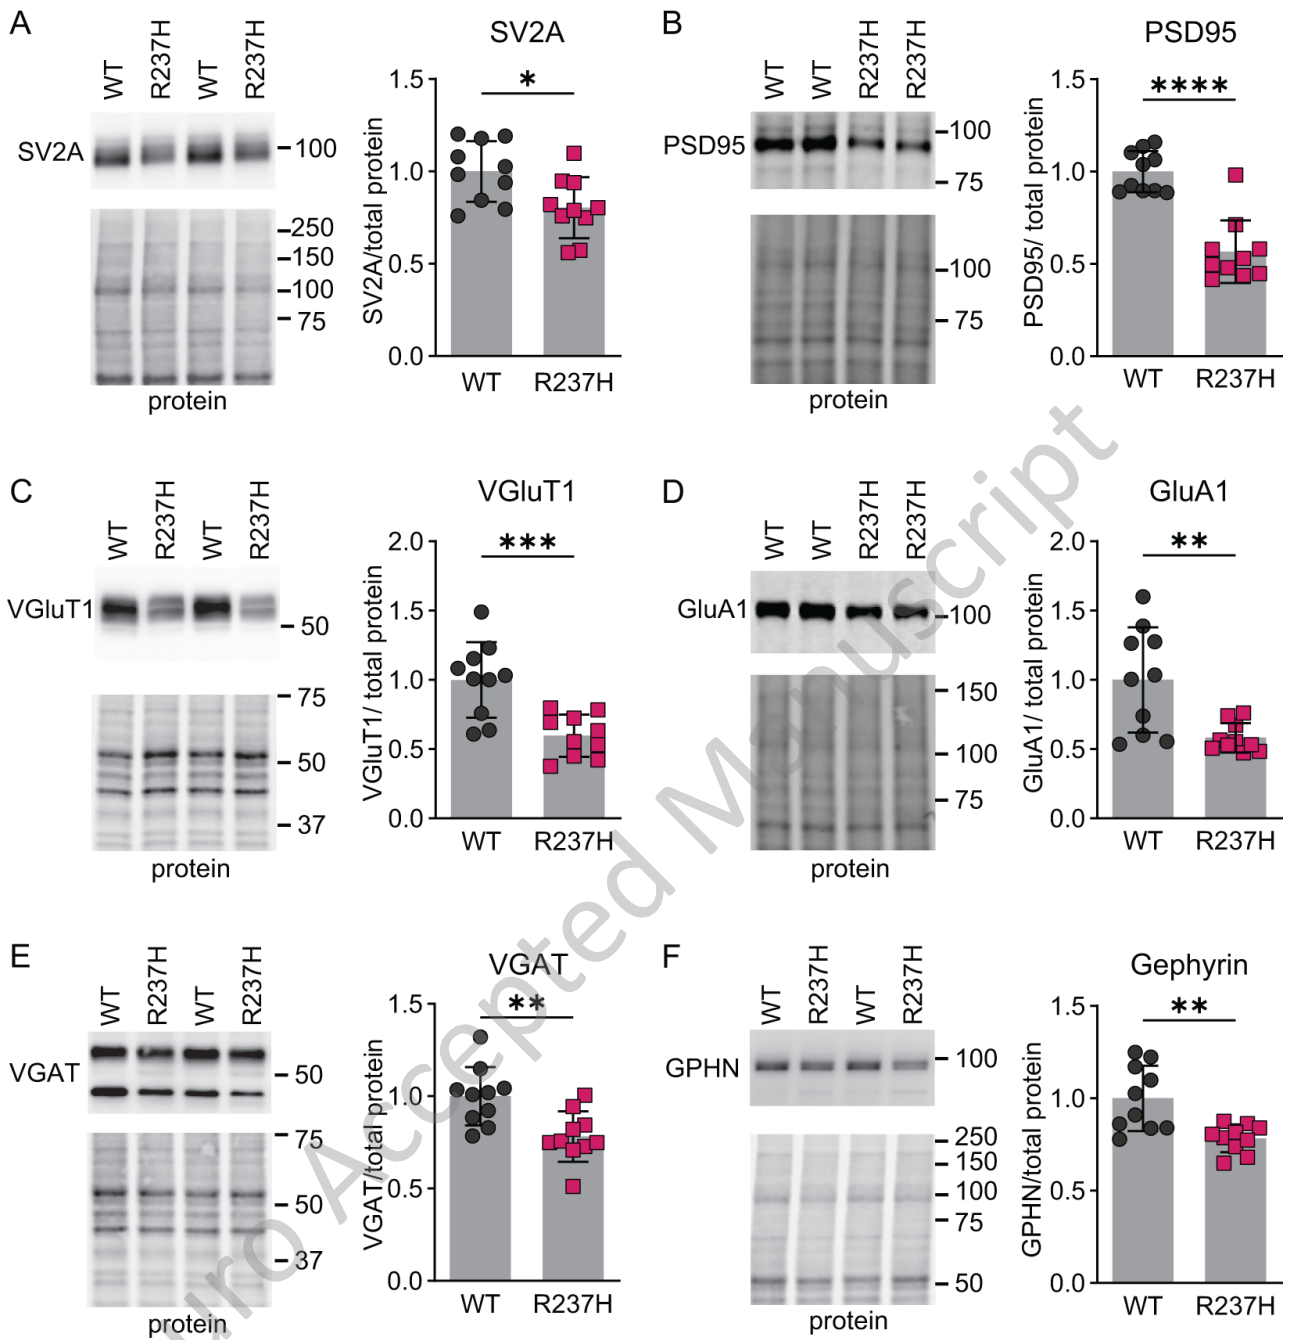 A
WT
R237H
WT
R237H
SV2A
100
250
150
100
75
protein
SV2A
*
SV2A/total protein
1.5
1.0
0.5
0.0
WT
R237H
B
WT
WT
R237H
R237H
PSD95
100
75
100
75
protein
PSD95
****
PSD95/ total protein
1.5
1.0
0.5
0.0
WT
R237H
C
WT
R237H
WT
R237H
VGluT1
50
75
50
37
protein
VGluT1
***
VGluT1/ total protein
2.0
1.5
1.0
0.5
0.0
WT
R237H
D
WT
WT
R237H
R237H
GluA1
100
150
100
75
protein
GluA1
**
GluA1/ total protein
2.0
1.5
1.0
0.5
0.0
WT
R237H
E
WT
R237H
WT
R237H
VGAT
50
75
50
37
protein
VGAT
**
VGAT/total protein
1.5
1.0
0.5
0.0
WT
R237H
F
WT
R237H
WT
R237H
GPHN
100
250
150
100
75
50
protein
Gephyrin
**
GPHN/total protein
1.5
1.0
0.5
0.0
WT
R237H
uro Accepted Manuscript